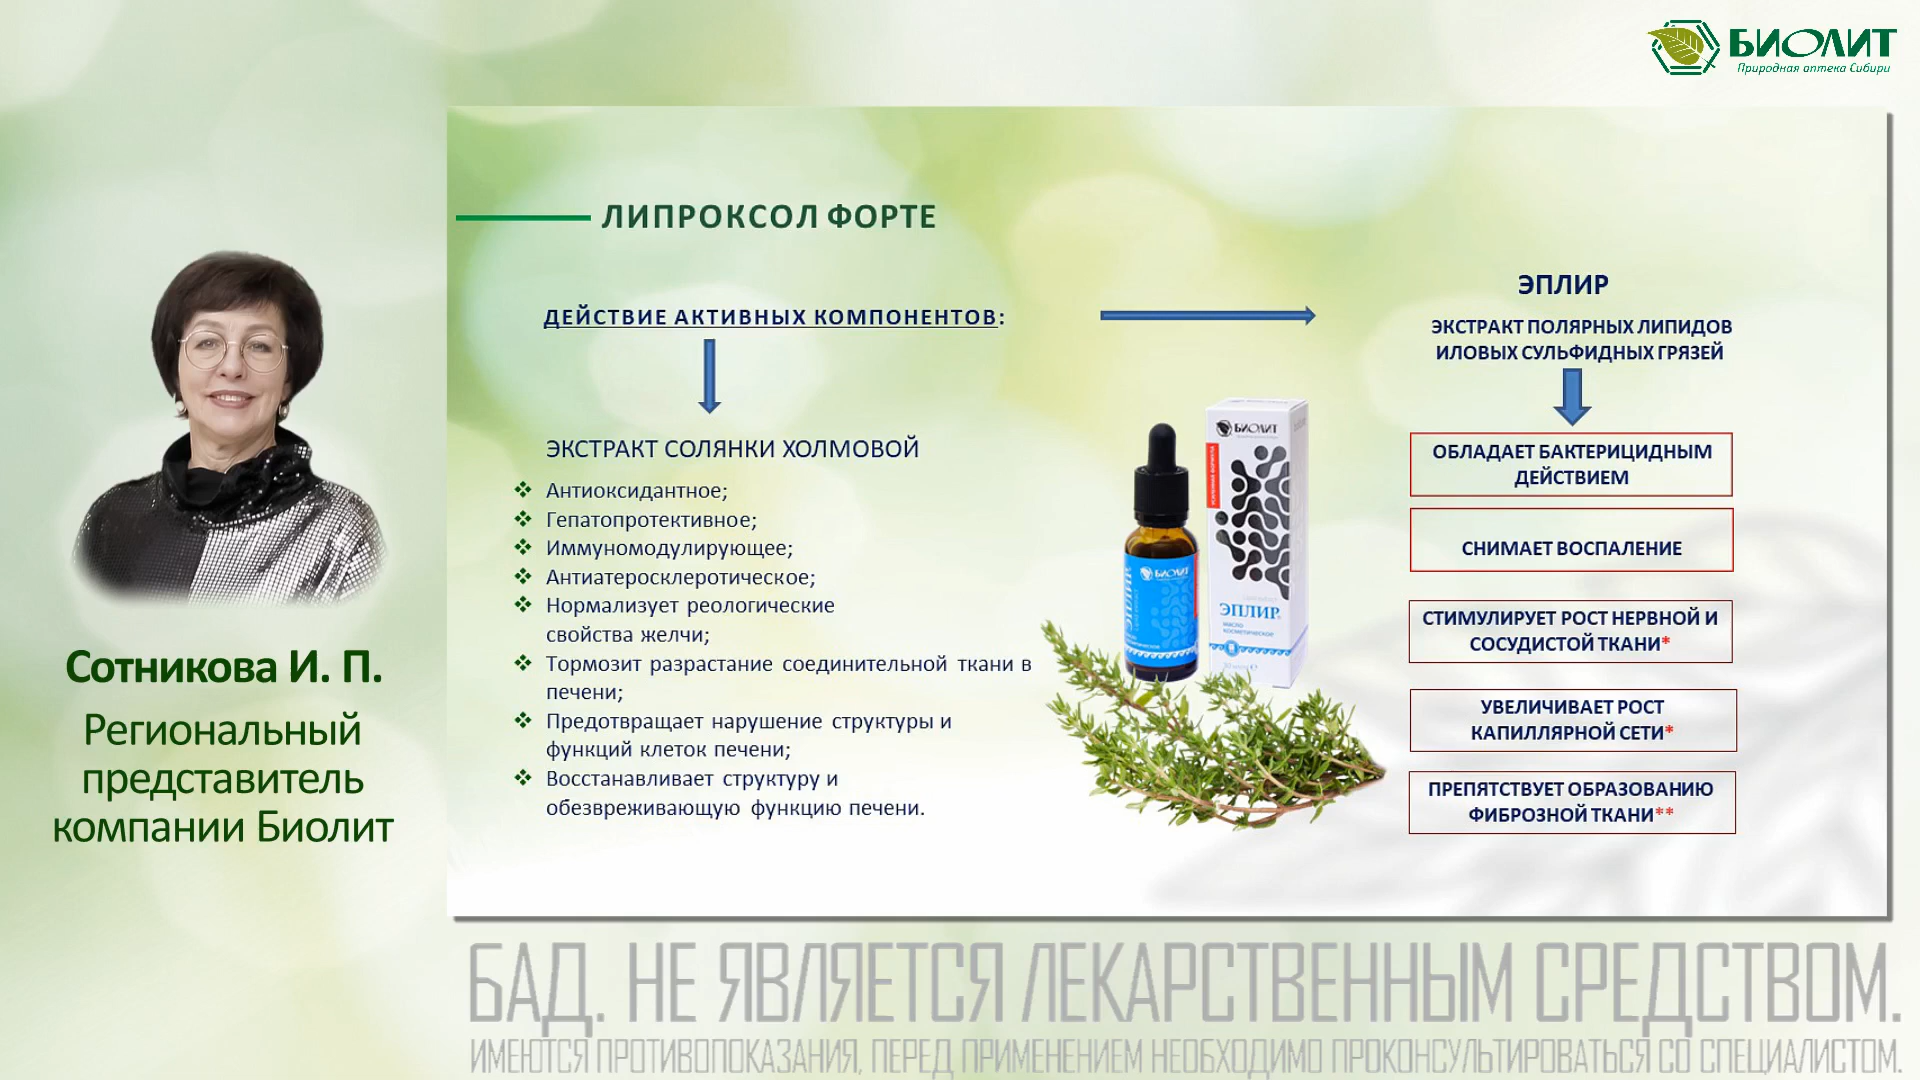 БИОЛИТ
Природная аптека Сибири
ЛИПРОКСОЛ ФОРТЕ
ДЕЙСТВИЕ АКТИВНЫХ КОМПОНЕНТОВ:
ЭКСТРАКТ СОЛЯНКИ ХОЛМОВОЙ
Антиоксидантное;
Гепатопротективное;
Иммуномодулирующее;
Антиатеросклеротическое;
Нормализует реологические
свойства желчи;
Тормозит разрастание соединительной ткани в
печени;
Предотвращает нарушение структуры и
функций клеток печени;
Восстанавливает структуру и
обезвреживающую функцию печени.
ЭПЛИР
ЭКСТРАКТ ПОЛЯРНЫХ ЛИПИДОВ
ИЛОВЫХ СУЛЬФИДНЫХ ГРЯЗЕЙ
ОБЛАДАЕТ БАКТЕРИЦИДНЫМ
ДЕЙСТВИЕМ
СНИМАЕТ ВОСПАЛЕНИЕ
СТИМУЛИРУЕТ РОСТ НЕРВНОЙ И
СОСУДИСТОЙ ТКАНИ*
УВЕЛИЧИВАЕТ РОСТ
КАПИЛЛЯРНОЙ СЕТИ*
ПРЕПЯТСТВУЕТ ОБРАЗОВАНИЮ
ФИБРОЗНОЙ ТКАНИ**
БИОЛИТ
ЭПЛИР
БИОЛИТ
ЭПЛИР®
масло
косметическое
Сотникова И. П.
Региональный
представитель
компании Биолит
БАД. НЕ ЯВЛЯЕТСЯ ЛЕКАРСТВЕННЫМ СРЕДСТВОМ.
ИМЕЮТСЯ ПРОТИВОПОКАЗАНИЯ, ПЕРЕД ПРИМЕНЕНИЕМ НЕОБХОДИМО ПРОКОНСУЛЬТИРОВАТЬСЯ СО СПЕЦИАЛИСТОМ.